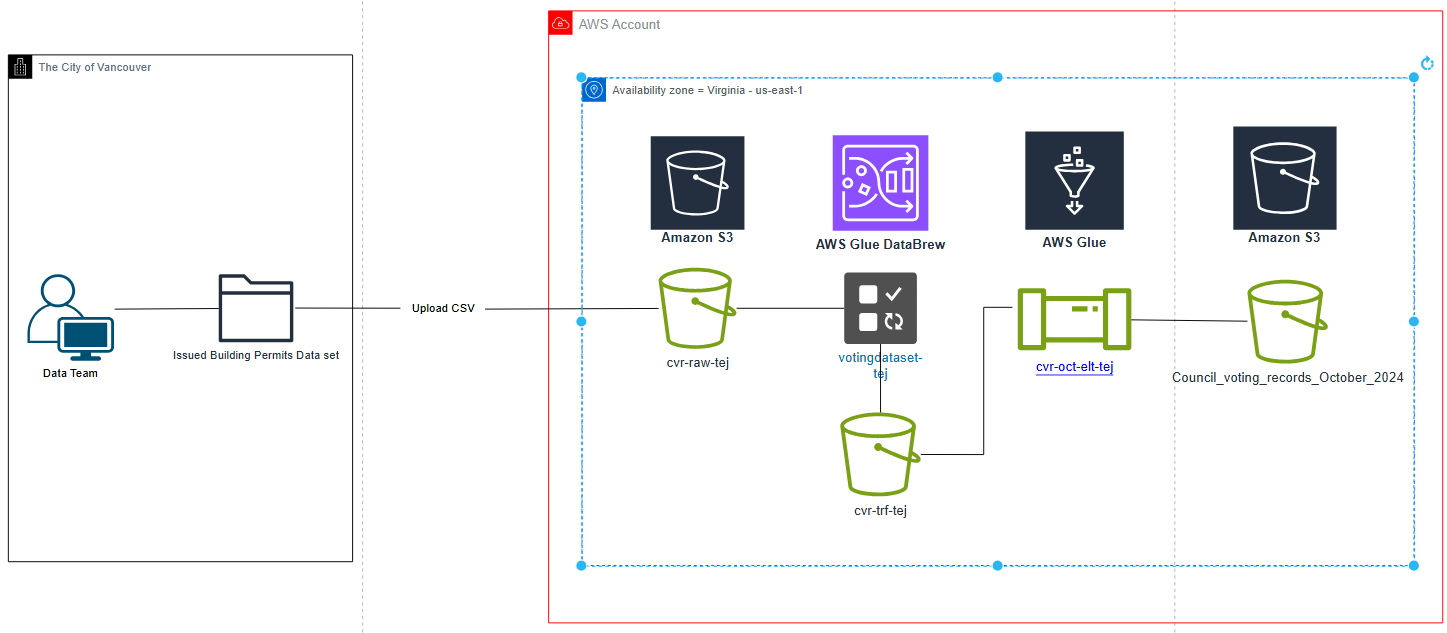 AWS Account
The City of Vancouver
Availability zone = Virginia - us-east-1
Amazon S3
AWS Glue DataBrew
AWS Glue
Amazon S3
Upload CSV
Issued Building Permits Data set
Data Team
cvr-raw-tej
votingdataset-
tej
cvr-oct-elt-tej
Council_voting_records_October_2024
cvr-trf-tej